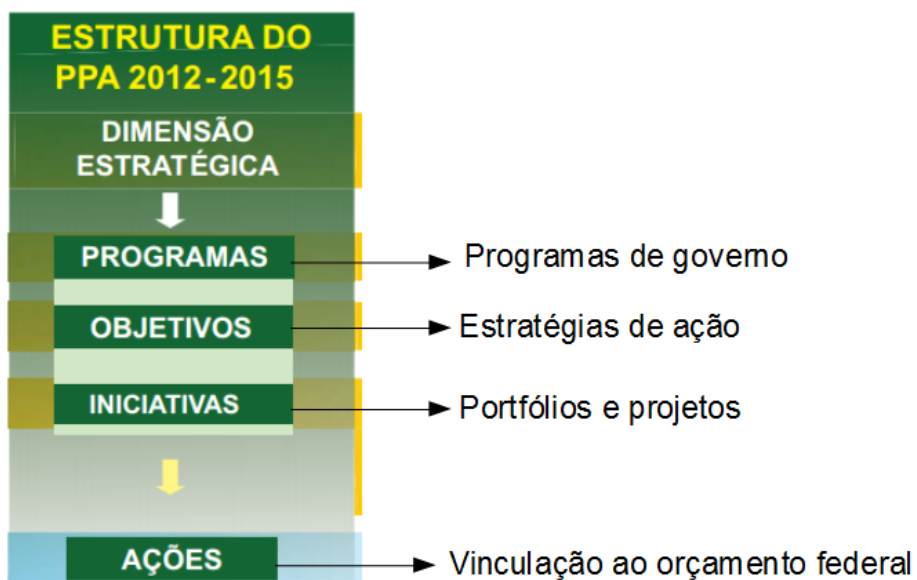 ESTRUTURA DO
PPA 2012-2015
DIMENSÃO
ESTRATÉGICA
PROGRAMAS
Programas de governo
OBJETIVOS
Estratégias de ação
INICIATIVAS
Portfólios e projetos
AÇÕES
Vinculação ao orçamento federal